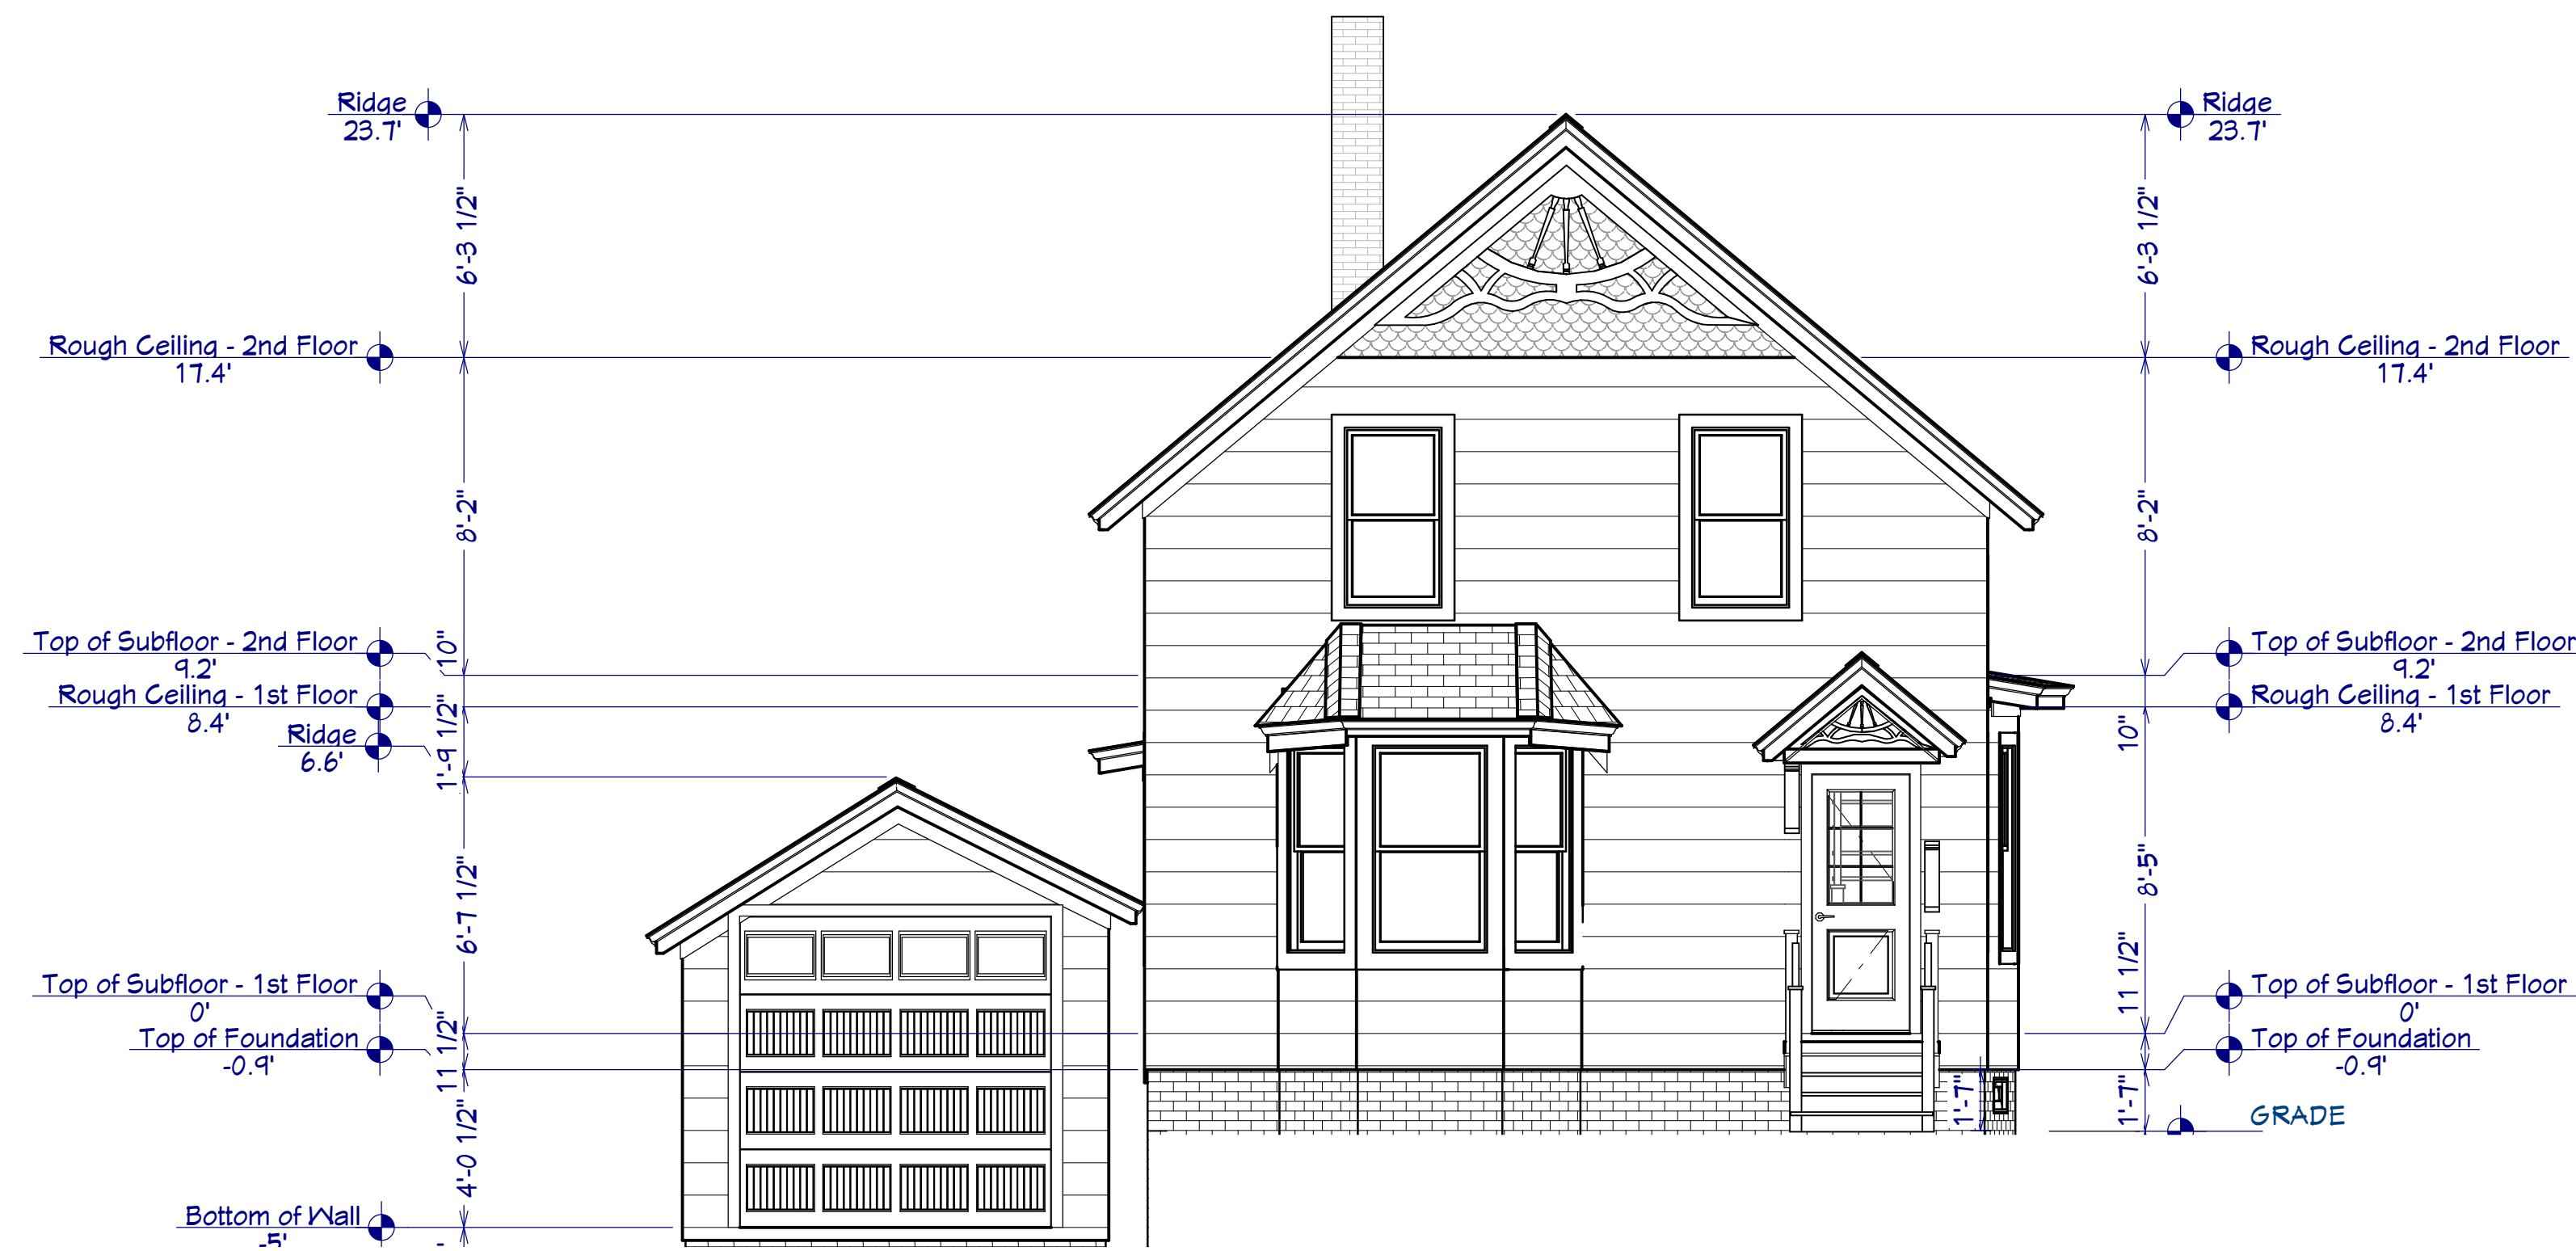 Ridge
23.7'
Ridge
23.7'
6'-3 1/2"
6'-3 1/2"
Rough Ceiling - 2nd Floor
17.4'
Rough Ceiling - 2nd Floor
17.4'
8'-2"
8'-2"
Top of Subfloor - 2nd Floor
9.2'
10"
Top of Subfloor - 2nd Floor
9.2'
Rough Ceiling - 1st Floor
8.4'
Rough Ceiling - 1st Floor
8.4'
Ridge
6.6'
1'-9 1/2"
10"
6'-7 1/2"
8'-5"
Top of Subfloor - 1st Floor
0'
11 1/2"
Top of Subfloor - 1st Floor
0'
Top of Foundation
-0.9'
11 1/2"
Top of Foundation
-0.9'
4'-0 1/2"
1'-7"
1'-7"
GRADE
Bottom of Wall
-5'